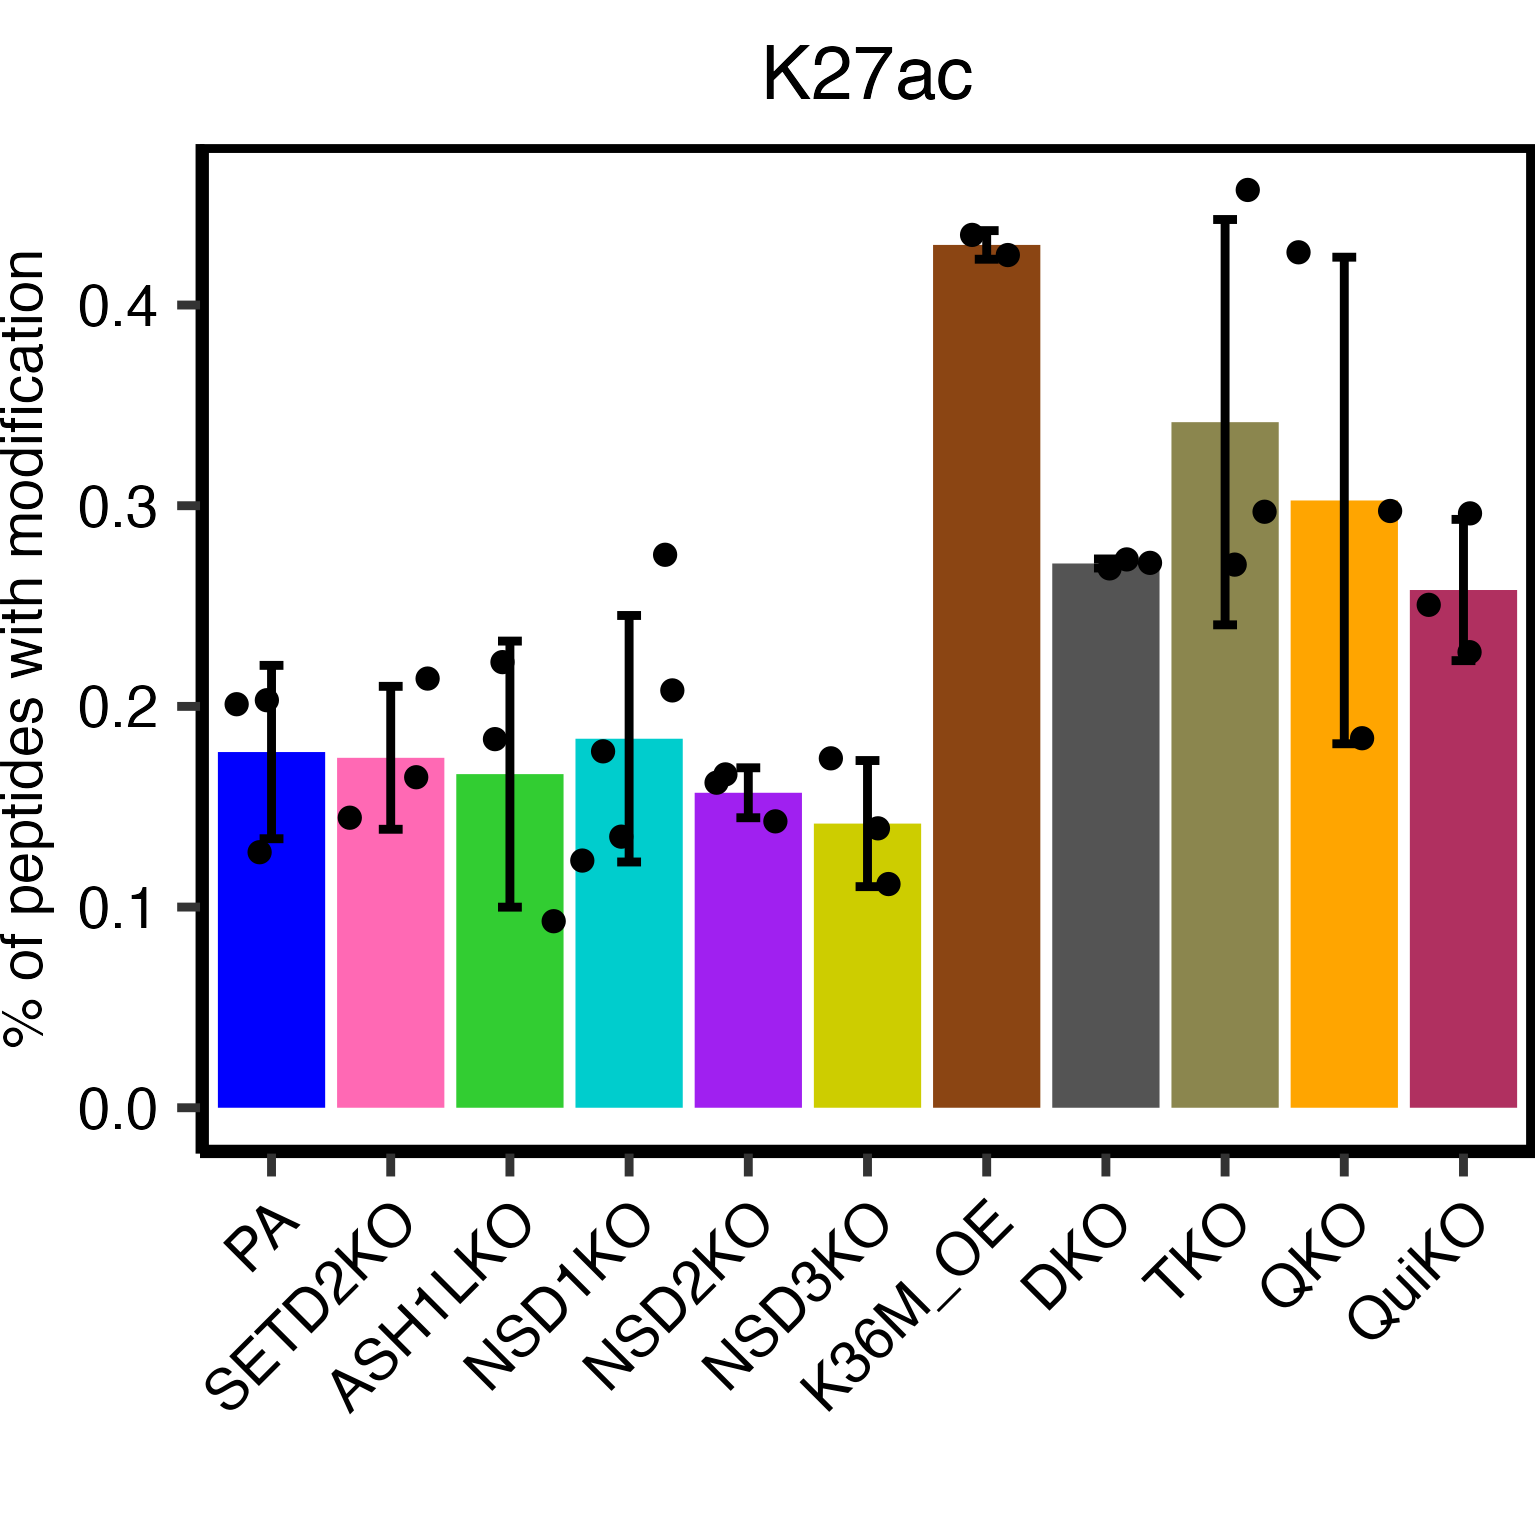 K27ac
% of peptides with modification
0.4
0.3
0.2
0.1
0.0
PA
SETD2KO
ASH1LKO
NSD1KO
NSD2KO
NSD3KO
K36M_OE
DKO
TKO
QKO
QuiKO